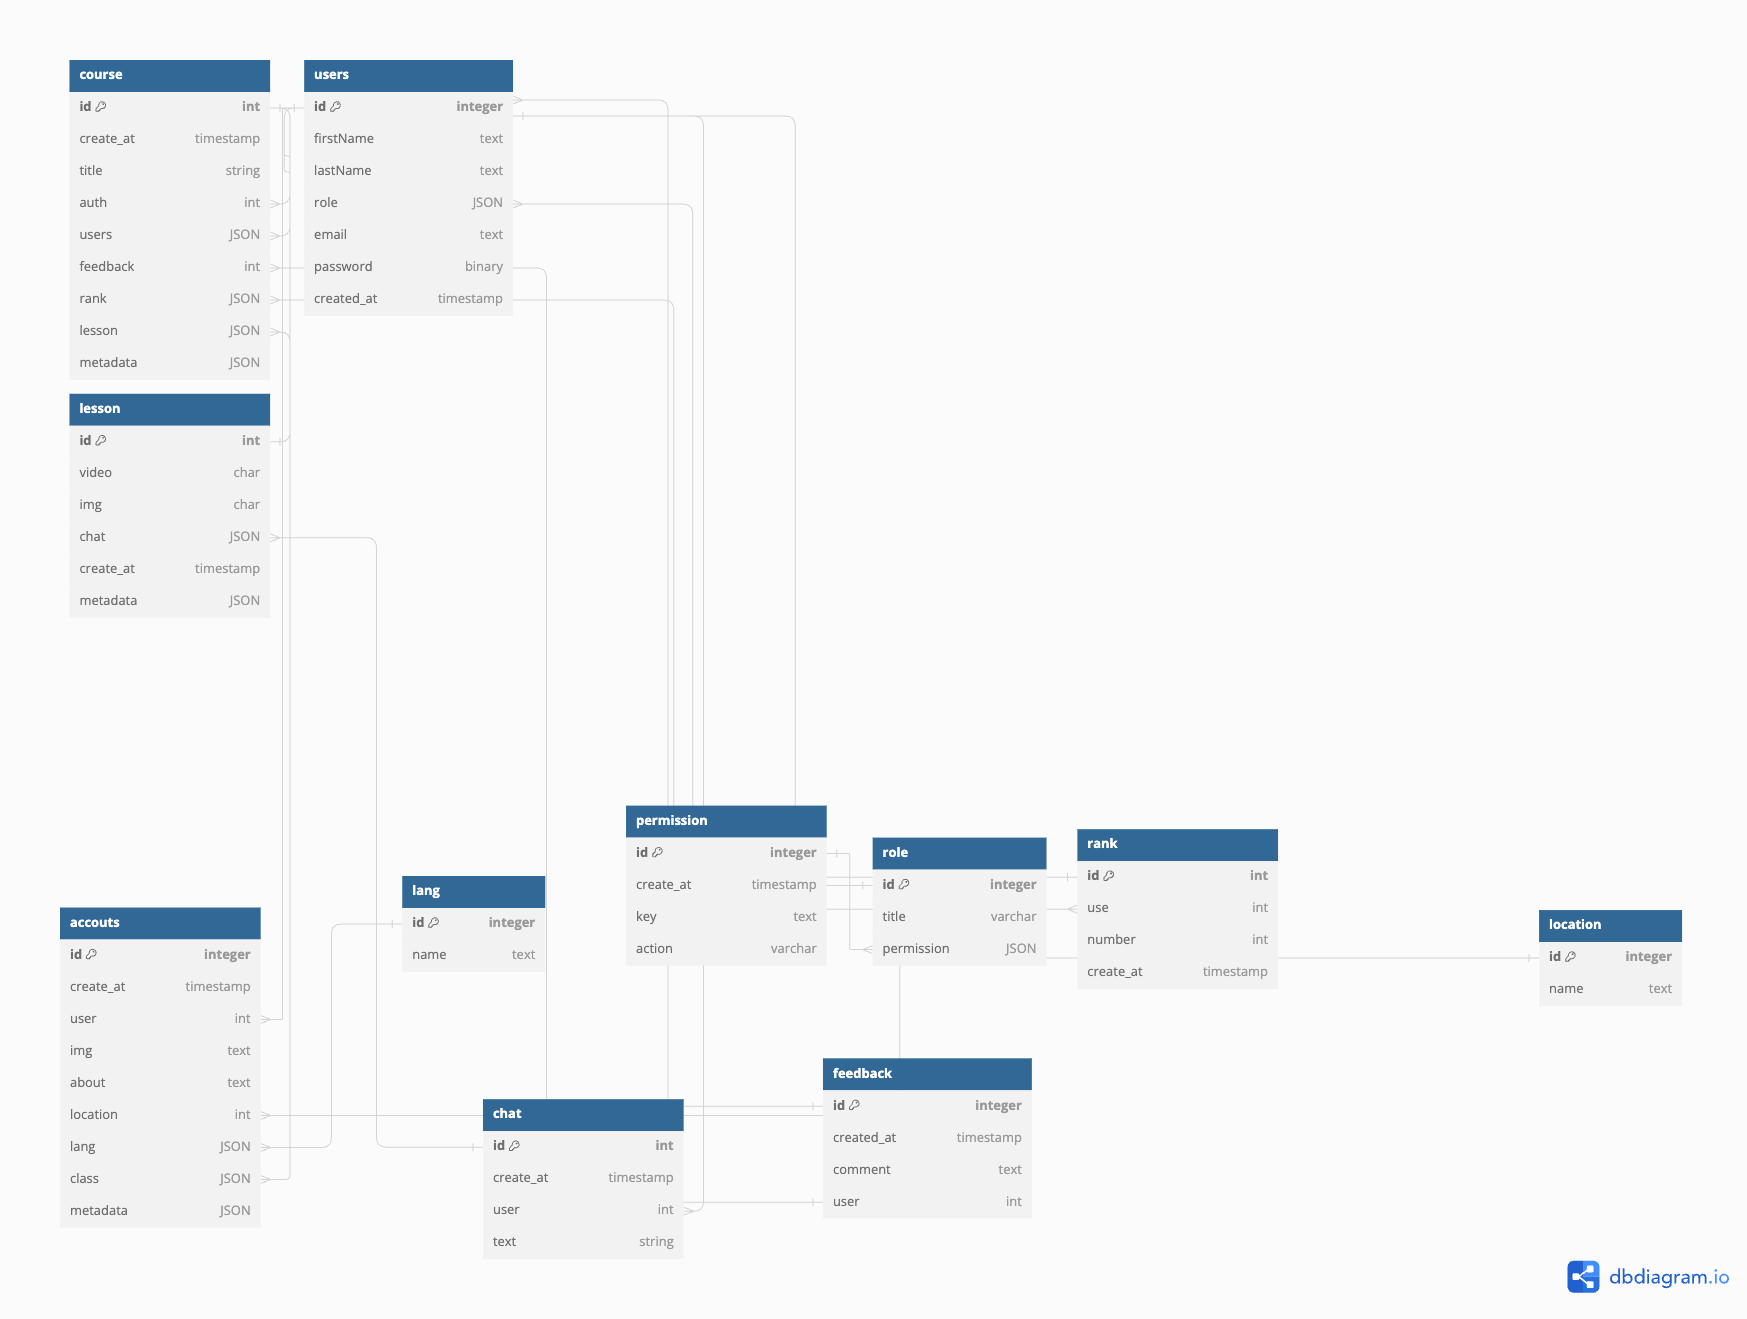 course
id int
create_at timestamp
title string
auth int
users JSON
feedback int
rank JSON
lesson JSON
metadata JSON
users
id integer
firstName text
lastName text
role JSON
email text
password binary
created_at timestamp
lesson
id int
video char
img char
chat JSON
create_at timestamp
metadata JSON
permission
id integer
create_at timestamp
key text
action varchar
role
id integer
title varchar
permission JSON
rank
id int
use int
number int
create_at timestamp
lang
id integer
name text
accouts
id integer
create_at timestamp
user int
img text
about text
location int
lang JSON
class JSON
metadata JSON
location
id integer
name text
chat
id int
create_at timestamp
user int
text string
feedback
id integer
created_at timestamp
comment text
user int
dbdiagram.io